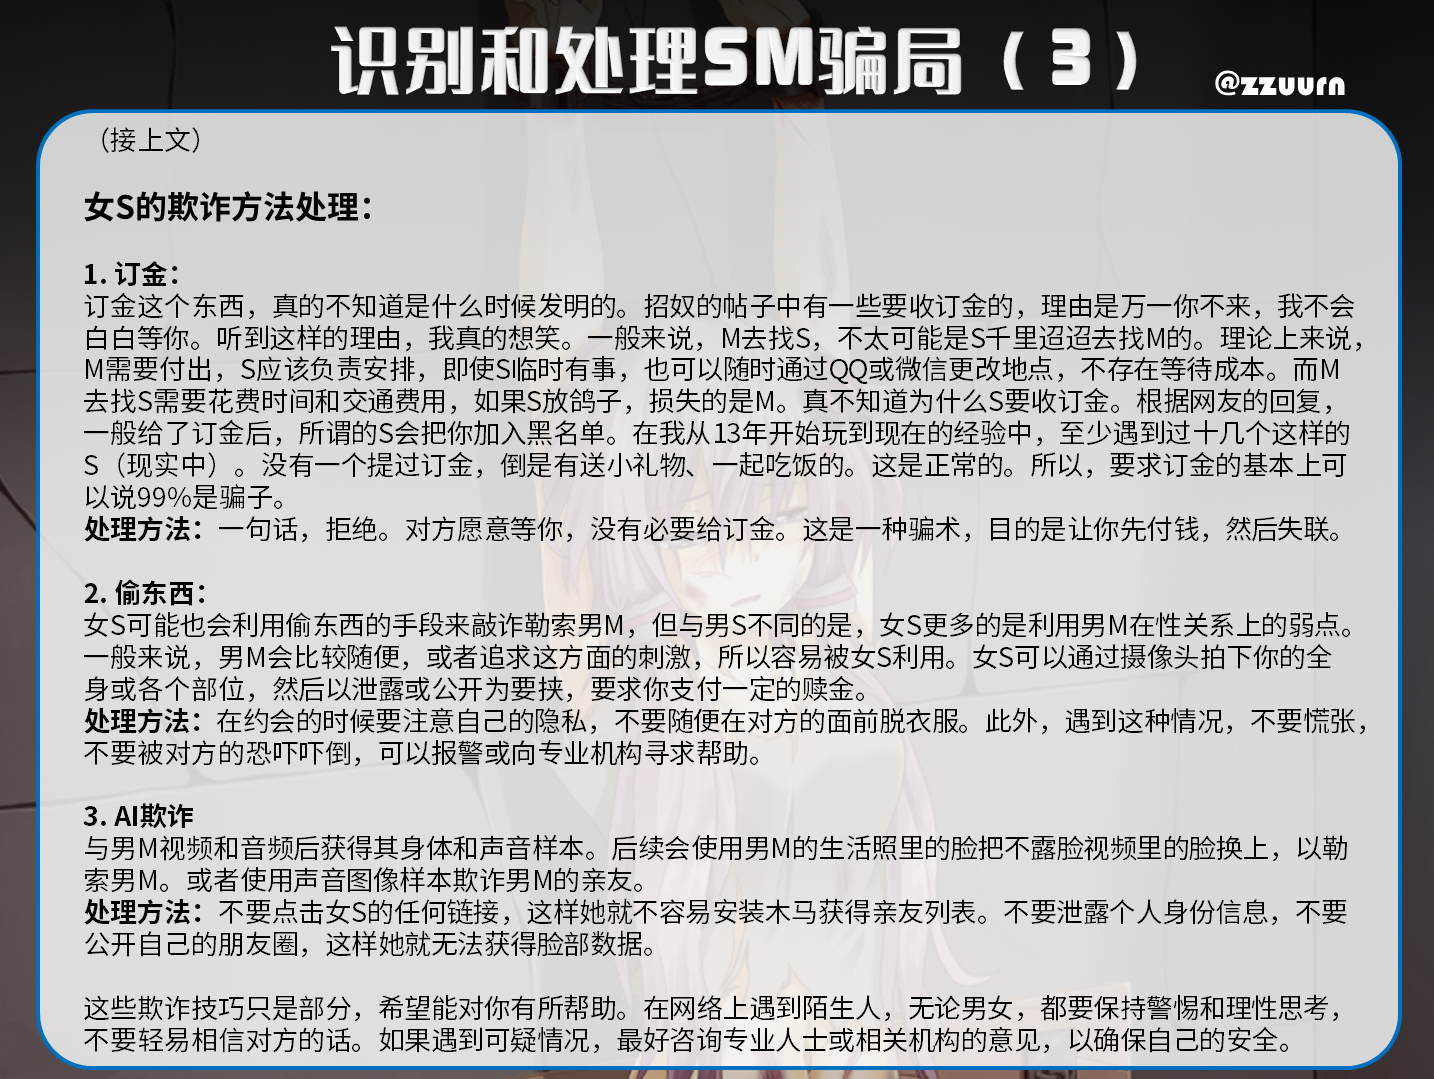 识别和处理SM骗局（3）
@zzuurn
（接上文）
女S的欺诈方法处理：
1. 订金：
订金这个东西，真的不知道是什么时候发明的。招奴的帖子中有一些要收订金的，理由是万一你不来，我不会
白白等你。听到这样的理由，我真的想笑。一般来说，M去找S，不太可能是S千里迢迢去找M的。理论上来说，
M需要付出，S应该负责安排，即使S临时有事，也可以随时通过QQ或微信更改地点，不存在等待成本。而M
去找S需要花费时间和交通费用，如果S放鸽子，损失的是M。真不知道为什么S要收订金。根据网友的回复，
一般给了订金后，所谓的S会把你加入黑名单。在我从13年开始玩到现在的经验中，至少遇到过十几个这样的
S（现实中）。没有一个提过订金，倒是有送小礼物、一起吃饭的。这是正常的。所以，要求订金的基本上可
以说99%是骗子。
处理方法：一句话，拒绝。对方愿意等你，没有必要给订金。这是一种骗术，目的是让你先付钱，然后失联。
2. 偷东西：
女S可能也会利用偷东西的手段来敲诈勒索男M，但与男S不同的是，女S更多的是利用男M在性关系上的弱点。
一般来说，男M会比较随便，或者追求这方面的刺激，所以容易被女S利用。女S可以通过摄像头拍下你的全
身或各个部位，然后以泄露或公开为要挟，要求你支付一定的赎金。
处理方法：在约会的时候要注意自己的隐私，不要随便在对方的面前脱衣服。此外，遇到这种情况，不要慌张，
不要被对方的恐吓吓倒，可以报警或向专业机构寻求帮助。
3. AI欺诈
与男M视频和音频后获得其身体和声音样本。后续会使用男M的生活照里的脸把不露脸视频里的脸换上，以勒
索男M。或者使用声音图像样本欺诈男M的亲友。
处理方法：不要点击女S的任何链接，这样她就不容易安装木马获得亲友列表。不要泄露个人身份信息，不要
公开自己的朋友圈，这样她就无法获得脸部数据。
这些欺诈技巧只是部分，希望能对你有所帮助。在网络上遇到陌生人，无论男女，都要保持警惕和理性思考，
不要轻易相信对方的话。如果遇到可疑情况，最好咨询专业人士或相关机构的意见，以确保自己的安全。